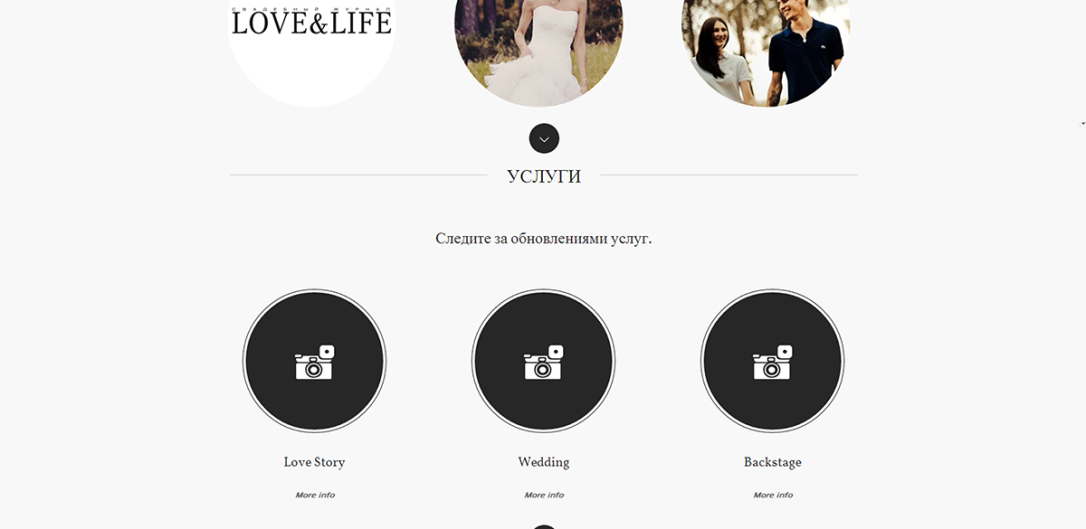 СВАДЕБНЫЙ ЖУРНАЛ
LOVE&LIFE
УСЛУГИ
Следите за обновлениями услуг.
Love Story
Wedding
Backstage
More info
More info
More info